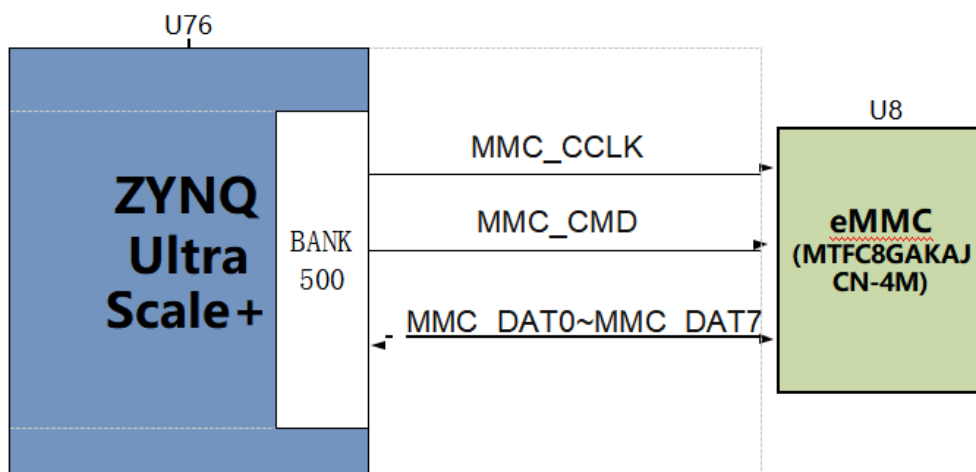 U76
U8
MMC_CCLK
ZYNQ
Ultra
Scale+
BANK
500
MMC_CMD
eMMC
(MTFC8GAKAJ
CN-4M)
MMC_DAT0~MMC_DAT7